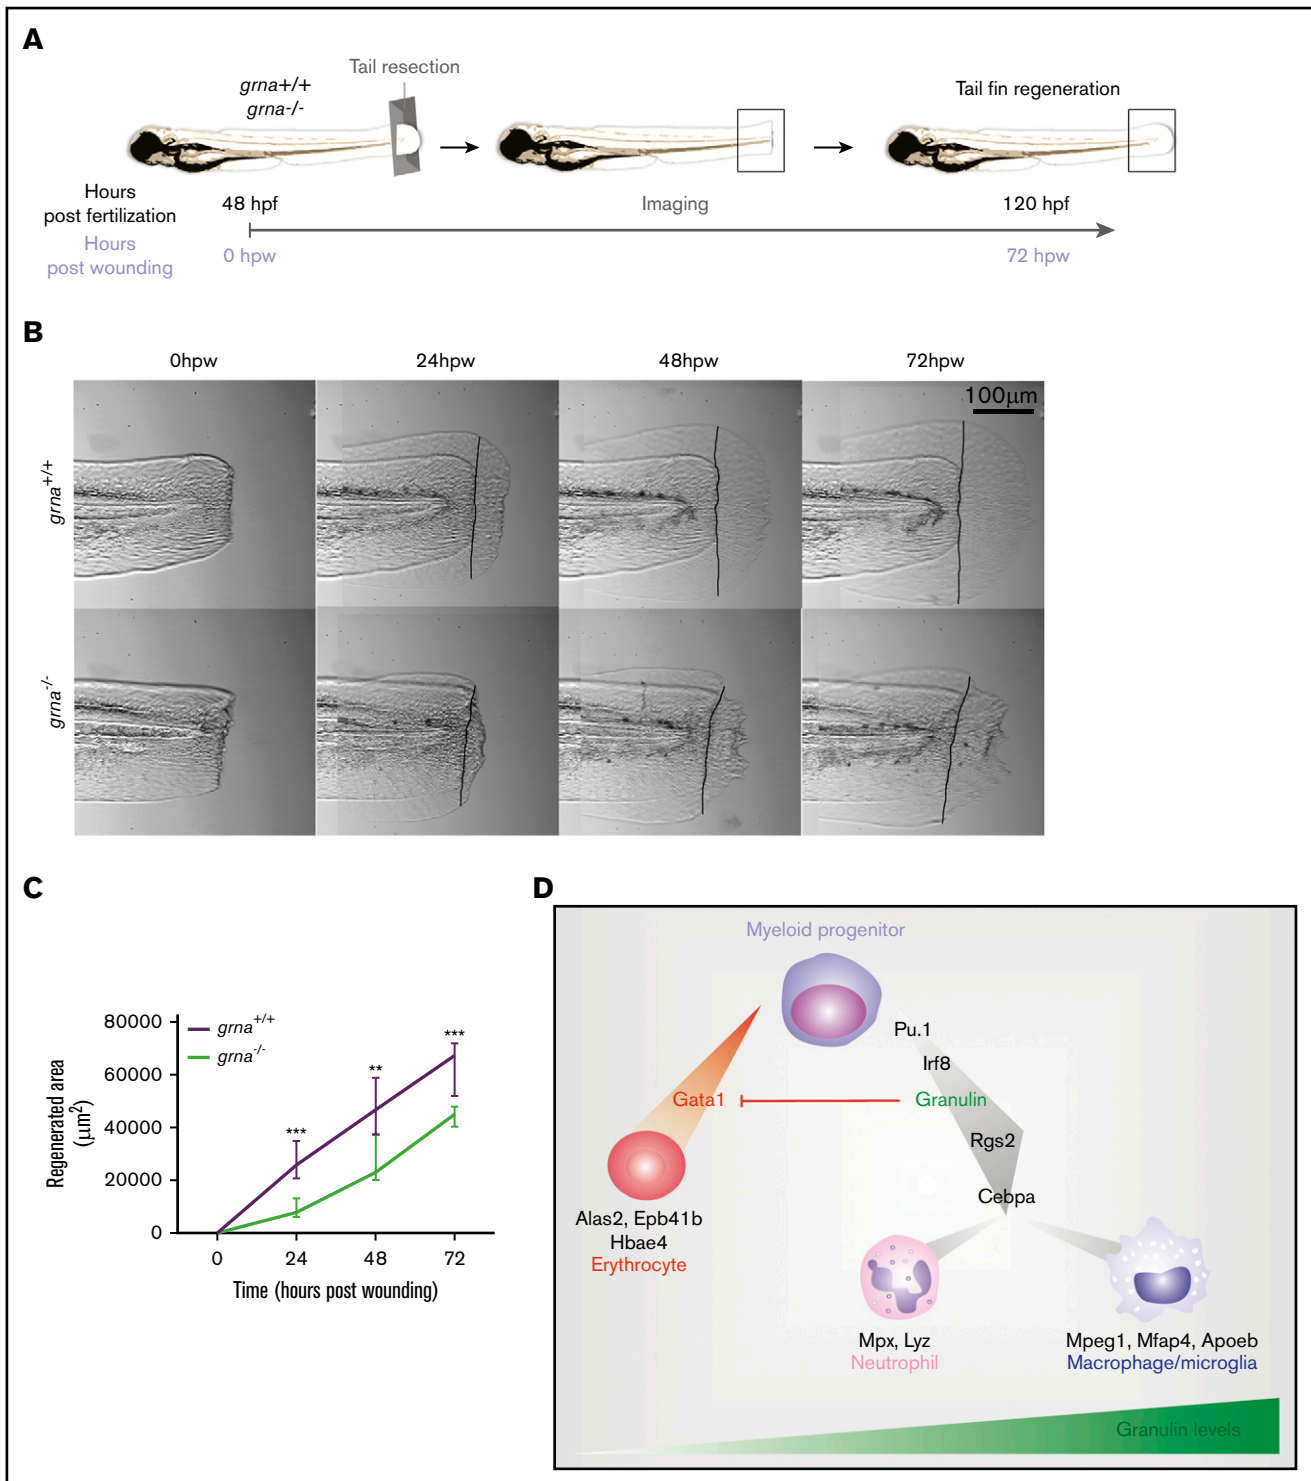 A
Tail resection
grna+/+
grna-/-
Tail fin regeneration
Hours
post fertilization
48 hpf
Imaging
120 hpf
Hours
post wounding
0 hpw
72 hpw
B
0hpw
24hpw
48hpw
72hpw
100μm
grna+/+
grna-/-
C
80000
60000
40000
20000
0
grna+/+
grna-/-
***
**
***
0
24
48
72
Regenerated area
(μm2)
Time (hours post wounding)
D
Myeloid progenitor
Pu.1
Irf8
Gata1
Granulin
Rgs2
Cebpa
Alas2, Epb41b
Hbae4
Erythrocyte
Mpx, Lyz
Neutrophil
Mpeg1, Mfap4, Apoeb
Macrophage/microglia
Granulin levels